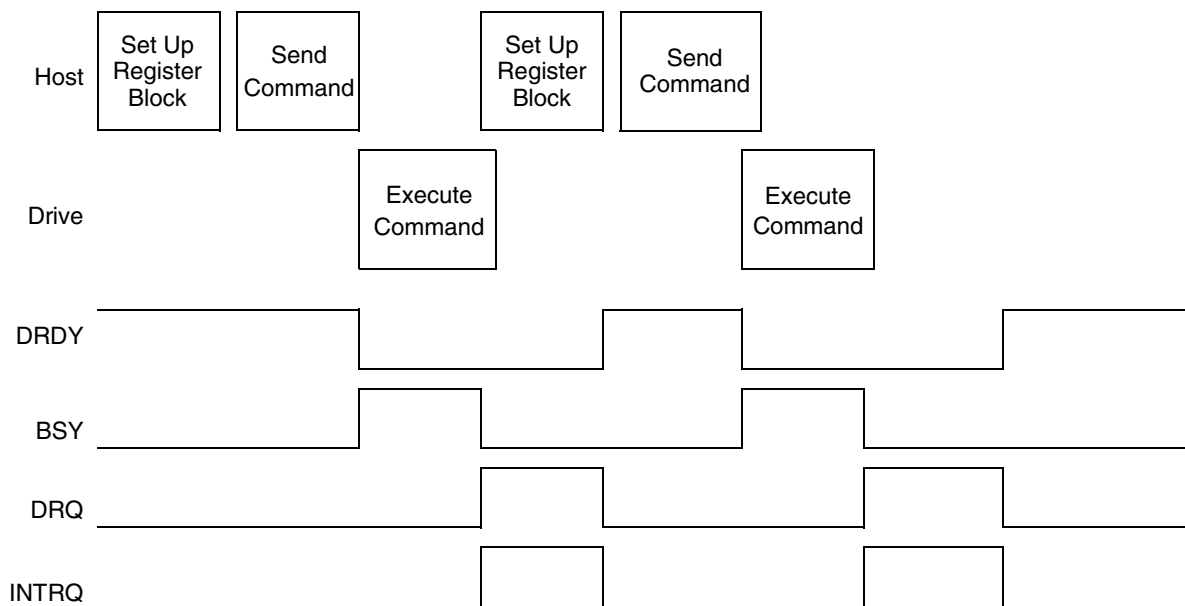 Host
Set Up
Register
Block
Send
Command
Set Up
Register
Block
Send
Command
Drive
Execute
Command
Execute
Command
DRDY
BSY
DRQ
INTRQ